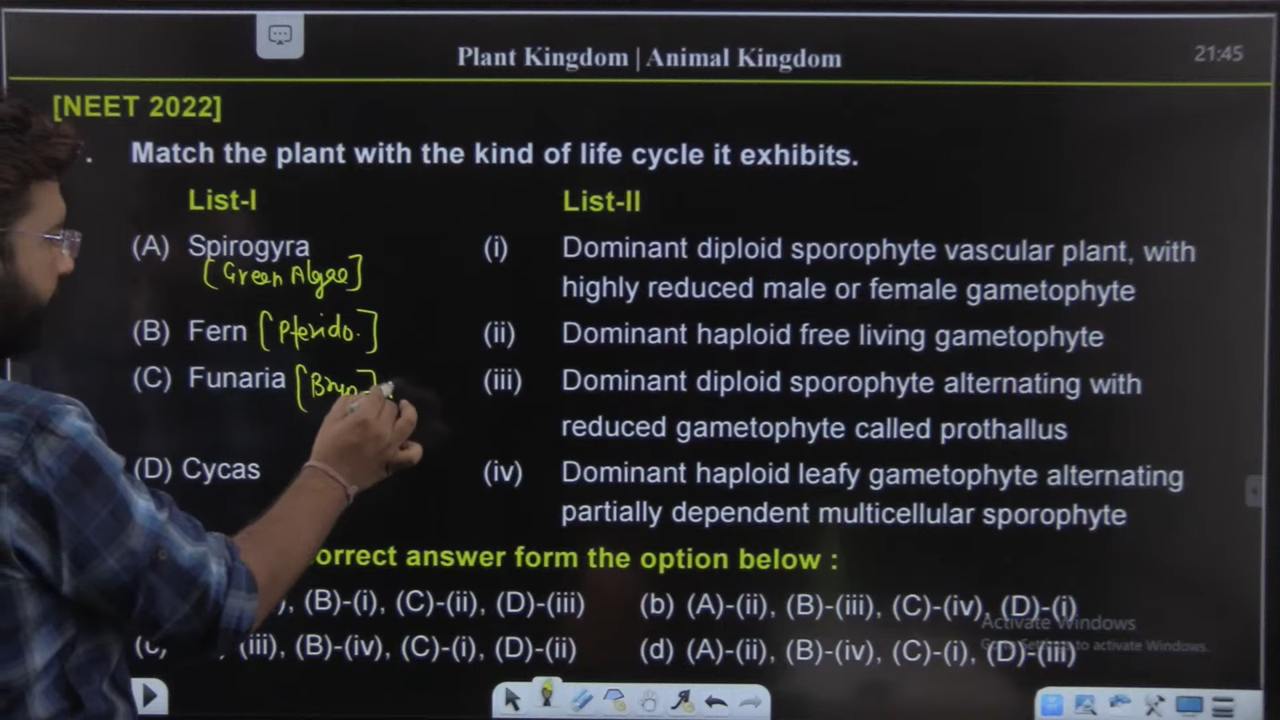 Plant Kingdom | Animal Kingdom
21:45
[NEET 2022]
. Match the plant with the kind of life cycle it exhibits.
List-I List-II
(A) Spirogyra (i) Dominant diploid sporophyte vascular plant, with
[Green Algae] highly reduced male or female gametophyte
(B) Fern [Pterido.] (ii) Dominant haploid free living gametophyte
(C) Funaria [Bryo (iii) Dominant diploid sporophyte alternating with
reduced gametophyte called prothallus
(D) Cycas (iv) Dominant haploid leafy gametophyte alternating
partially dependent multicellular sporophyte
orrect answer form the option below :
), (B)-(i), (C)-(ii), (D)-(iii) (b) (A)-(ii), (B)-(iii), (C)-(iv), (D)-(i)
(iii), (B)-(iv), (C)-(i), (D)-(ii) (d) (A)-(ii), (B)-(iv), (C)-(i), (D)-(iii)
Activate Windows
to activate Windows.